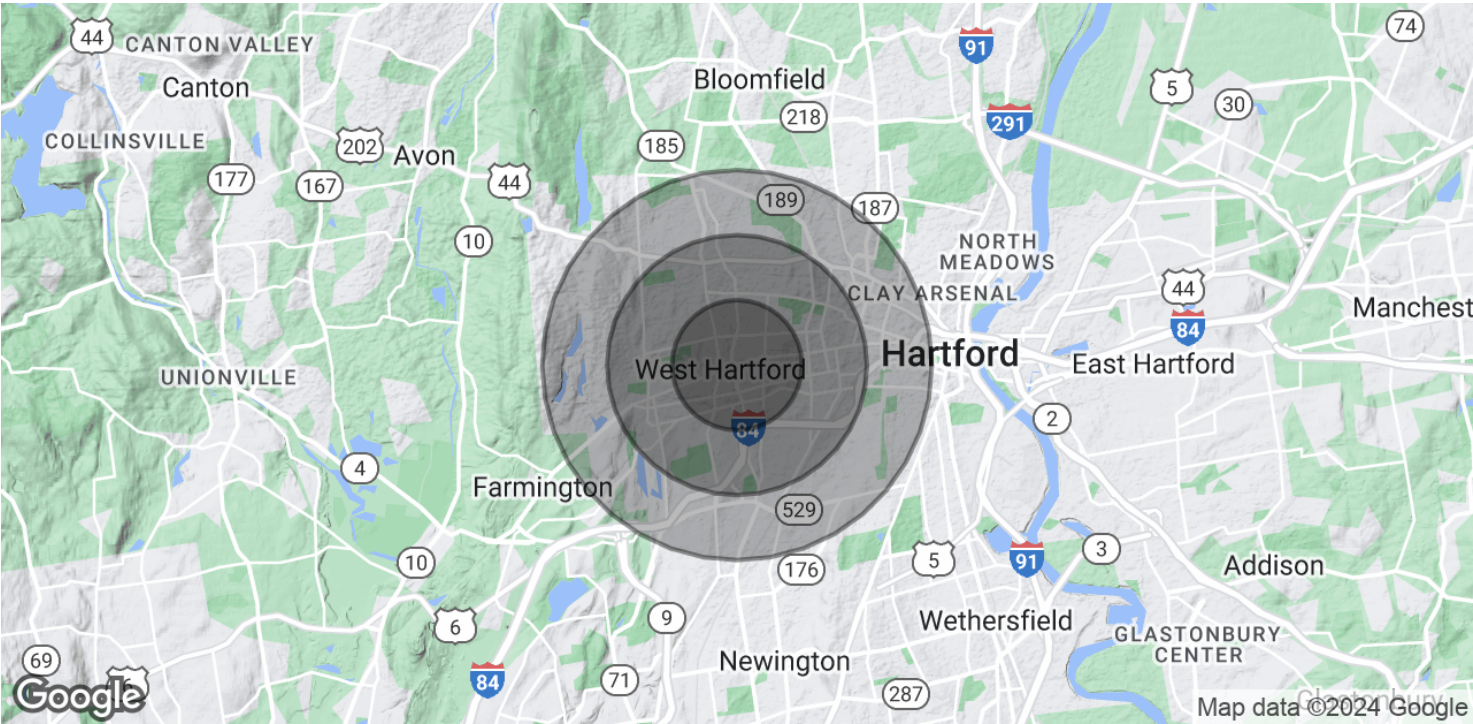 44
CANTON VALLEY
Canton
COLLINSVILLE
202
Avon
177
167
44
10
185
Bloomfield
218
91
291
5
30
74
189
187
NORTH
MEADOWS
CLAY ARSENAL
44
84
Manchest
West Hartford
Hartford
East Hartford
84
2
UNIONVILLE
4
Farmington
529
10
176
5
91
3
Addison
6
9
Wethersfield
GLASTONBURY
CENTER
Newington
69
6
84
71
287
Glastonbury
Google
Map data ©2024 Google